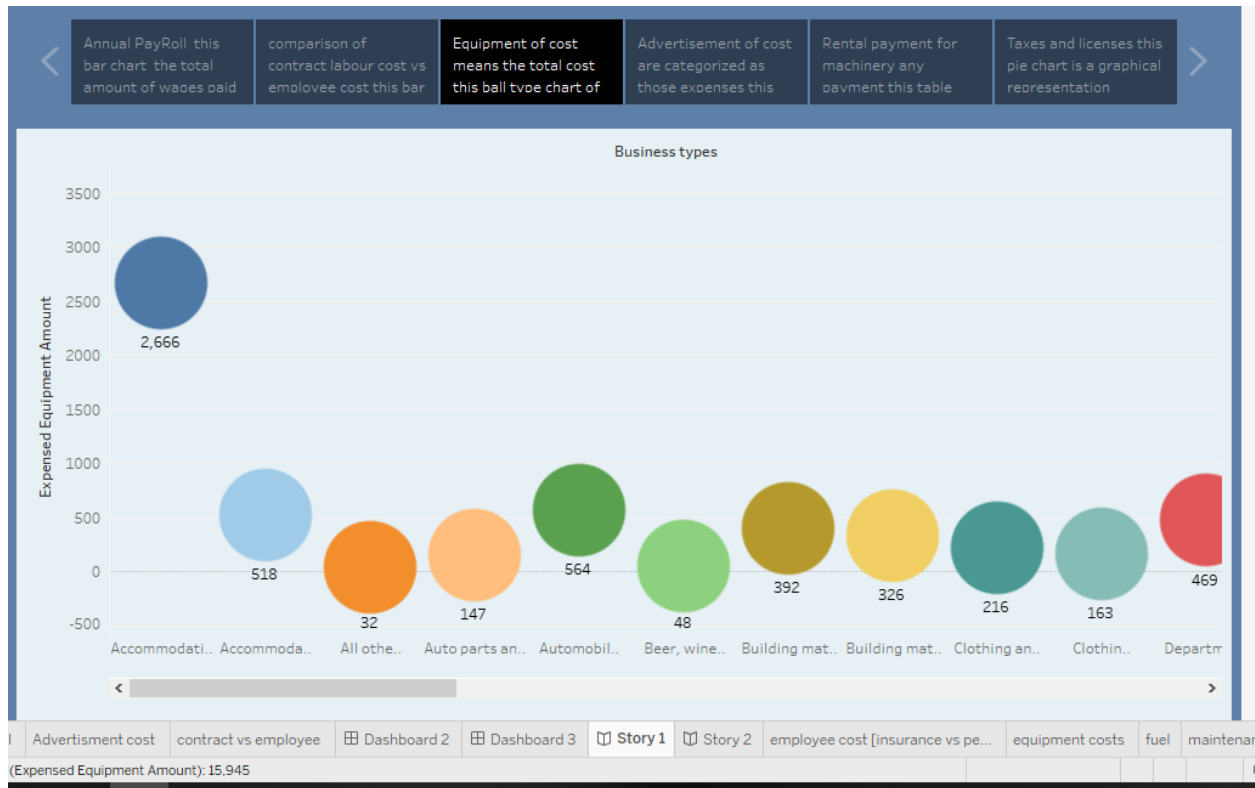 Annual PayRoll this
bar chart the total
amount of wages paid
comparison of
contract labour cost vs
employee cost this bar
Equipment of cost
means the total cost
this ball type chart of
Advertisement of cost
are categorized as
those expenses this
Rental payment for
machinery any
payment this table
Taxes and licenses this
pie chart is a graphical
representation
Business types
Expensed Equipment Amount
3500
3000
2500
2000
1500
1000
500
0
-500
2,666
518
32
147
564
48
392
326
216
163
469
Accommodati.. Accommoda.. All othe.. Auto parts an.. Automobil.. Beer, wine.. Building mat.. Building mat.. Clothing an.. Clothin.. Departm
Advertisment cost contract vs employee Dashboard 2 Dashboard 3 Story 1 Story 2 employee cost [insurance vs pe... equipment costs fuel maintenan
(Expensed Equipment Amount): 15,945